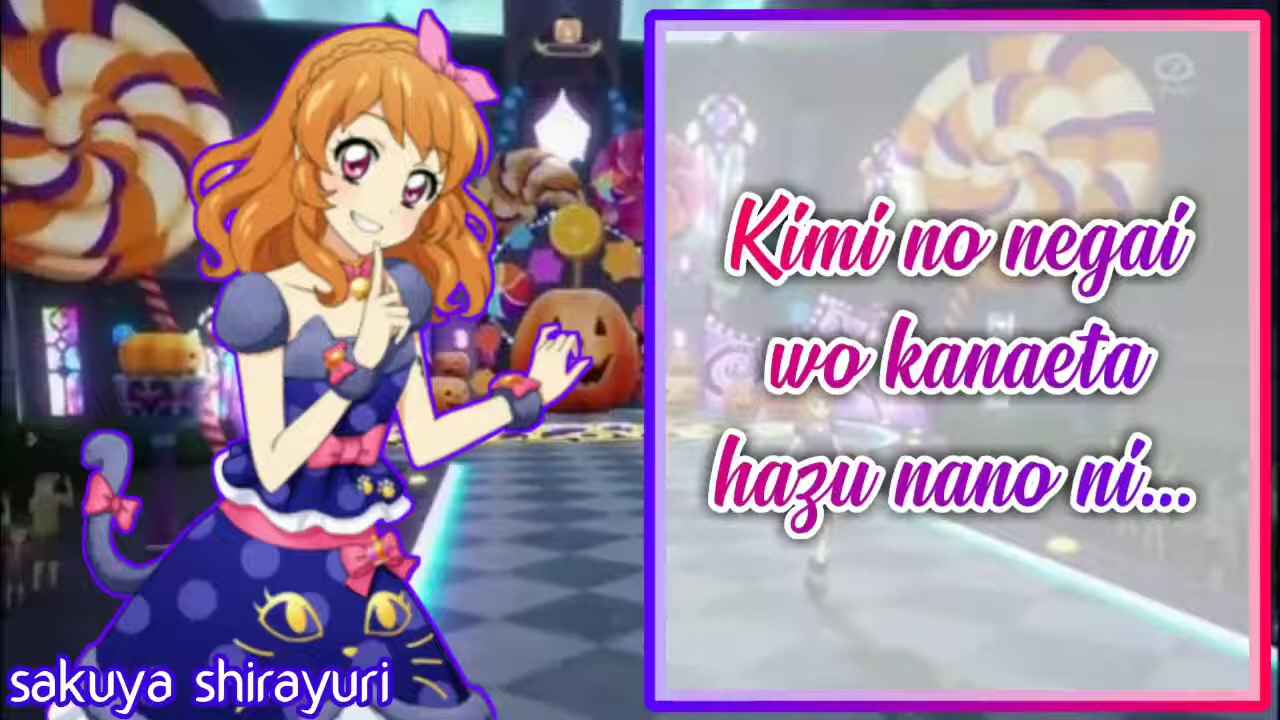 Kimi no negai
wo kanaeta
hazu nano ni...
sakuya shirayuri